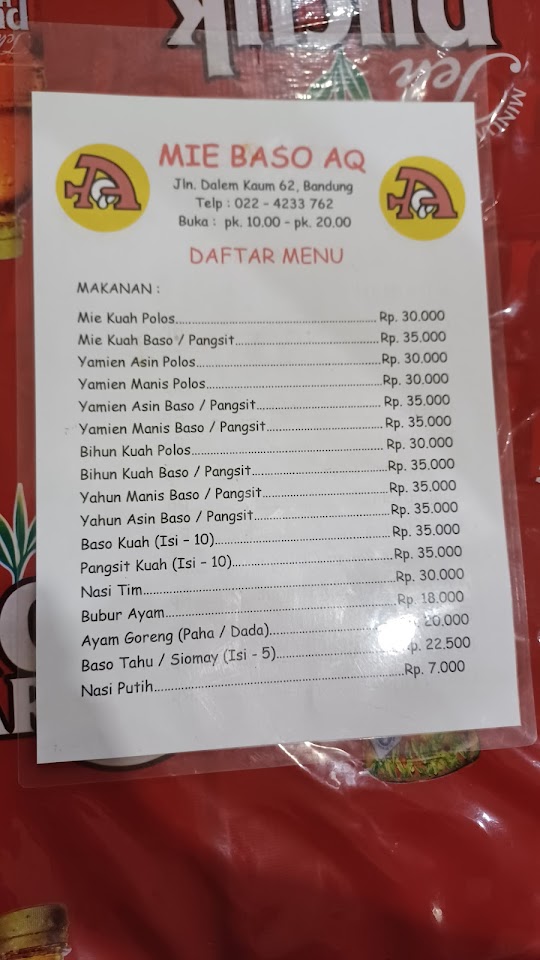 pucuk
Teh
MINU
MIE BASO AQ
Jln. Dalem Kaum 62, Bandung
Telp : 022 - 4233 762
Buka : pk. 10.00 - pk. 20.00
DAFTAR MENU
MAKANAN :
Mie Kuah Polos Rp. 30.000
Mie Kuah Baso / Pangsit Rp. 35.000
Yamien Asin Polos Rp. 30.000
Yamien Manis Polos Rp. 30.000
Yamien Asin Baso / Pangsit Rp. 35.000
Yamien Manis Baso / Pangsit Rp. 35.000
Bihun Kuah Polos Rp. 30.000
Bihun Kuah Baso / Pangsit Rp. 35.000
Yahun Manis Baso / Pangsit Rp. 35.000
Yahun Asin Baso / Pangsit Rp. 35.000
Baso Kuah (Isi - 10) Rp. 35.000
Pangsit Kuah (Isi - 10) Rp. 35.000
Nasi Tim Rp. 30.000
Bubur Ayam Rp. 18.000
Ayam Goreng (Paha / Dada) 20.000
Baso Tahu / Siomay (Isi - 5) Rp. 22.500
Nasi Putih Rp. 7.000